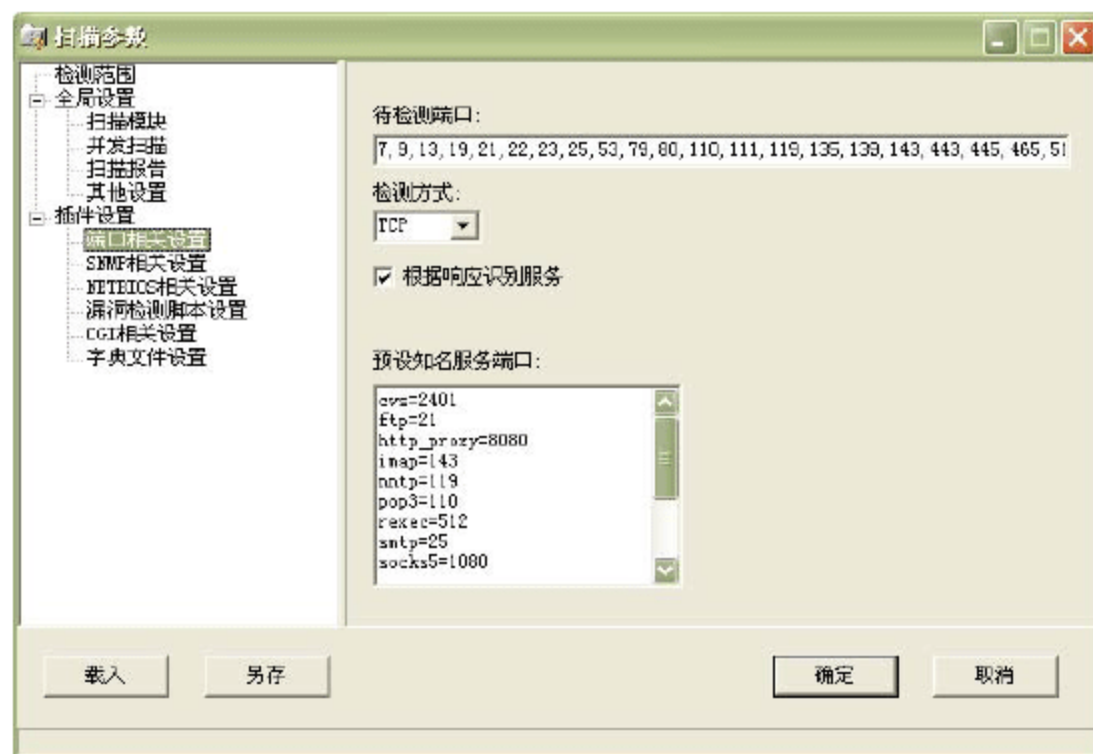 扫描参数
检测范围
全局设置
扫描模块
并发扫描
扫描报告
其他设置
插件设置
端口相关设置
SNMP相关设置
NETBIOS相关设置
漏洞检测脚本设置
CGI相关设置
字典文件设置
待检测端口:
7,9,13,19,21,22,23,25,53,79,80,110,111,119,135,139,143,443,445,465,51
检测方式:
TCP
根据响应识别服务
预设知名服务端口:
cvs=2401
ftp=21
http_proxy=8080
imap=143
nntp=119
pop3=110
rexec=512
smtp=25
socks5=1080
载入
另存
确定
取消